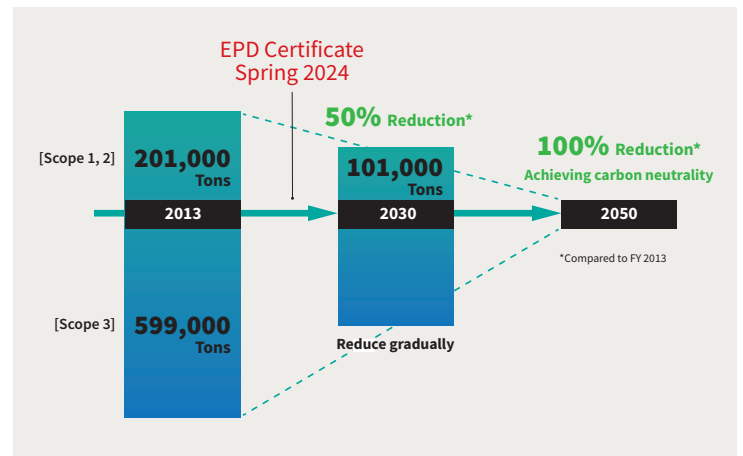 EPD Certificate
Spring 2024
50% Reduction*
100% Reduction*
Achieving carbon neutrality
[Scope 1, 2]
201,000
Tons
101,000
Tons
2013
2030
2050
*Compared to FY 2013
[Scope 3]
599,000
Tons
Reduce gradually